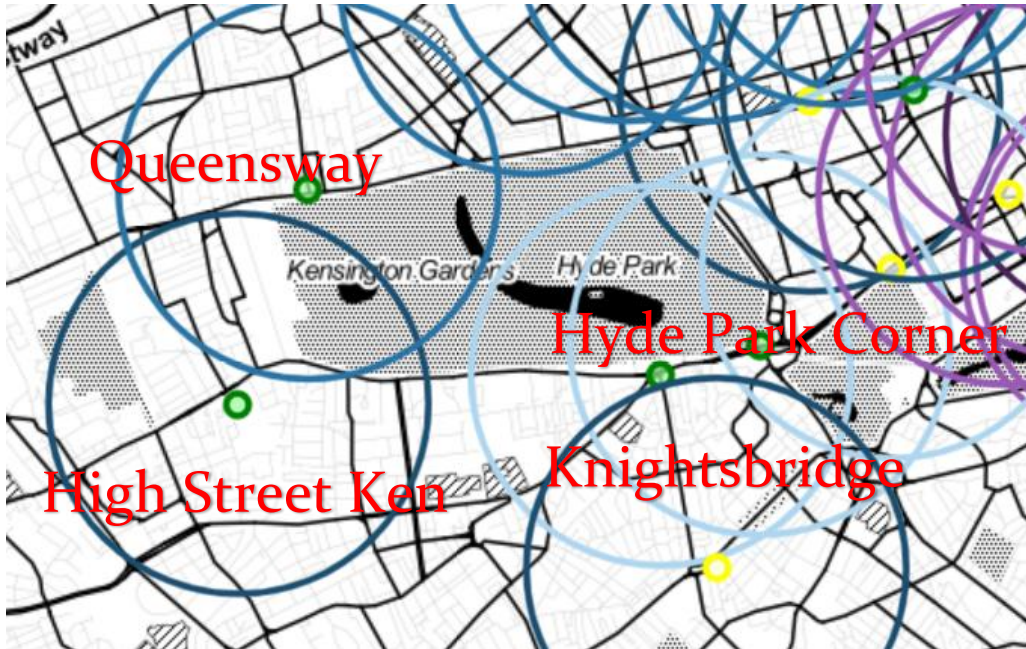 tway
Queensway
Kensington Gardens
Hyde Park
Hyde Park Corner
Knightsbridge
High Street Ken